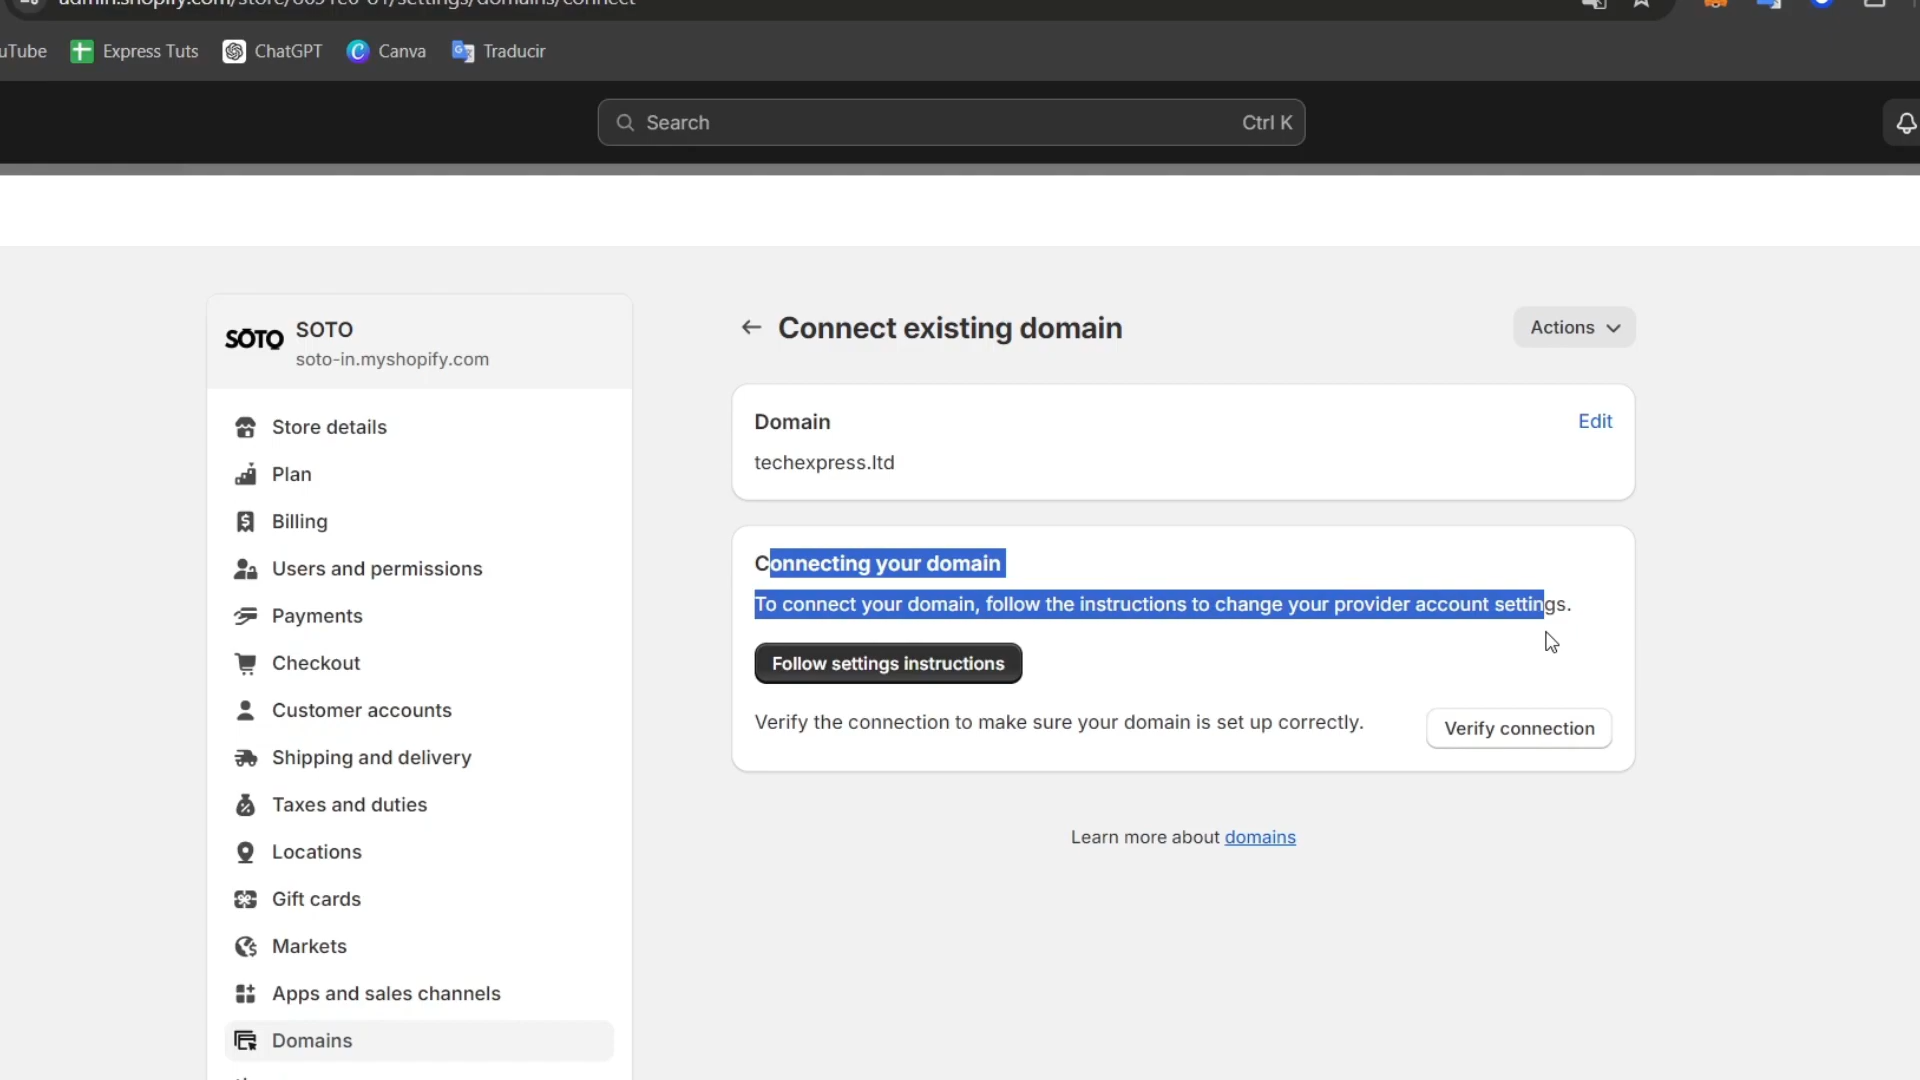 uTube
Express Tuts
ChatGPT
Canva
Traducir
Search
Ctrl K
SOTO
SOTO
soto-in.myshopify.com
Store details
Plan
Billing
Users and permissions
Payments
Checkout
Customer accounts
Shipping and delivery
Taxes and duties
Locations
Gift cards
Markets
Apps and sales channels
Domains
Connect existing domain
Actions
Domain
Edit
techexpress.ltd
Connecting your domain
To connect your domain, follow the instructions to change your provider account settings.
Follow settings instructions
Verify the connection to make sure your domain is set up correctly.
Verify connection
Learn more about domains